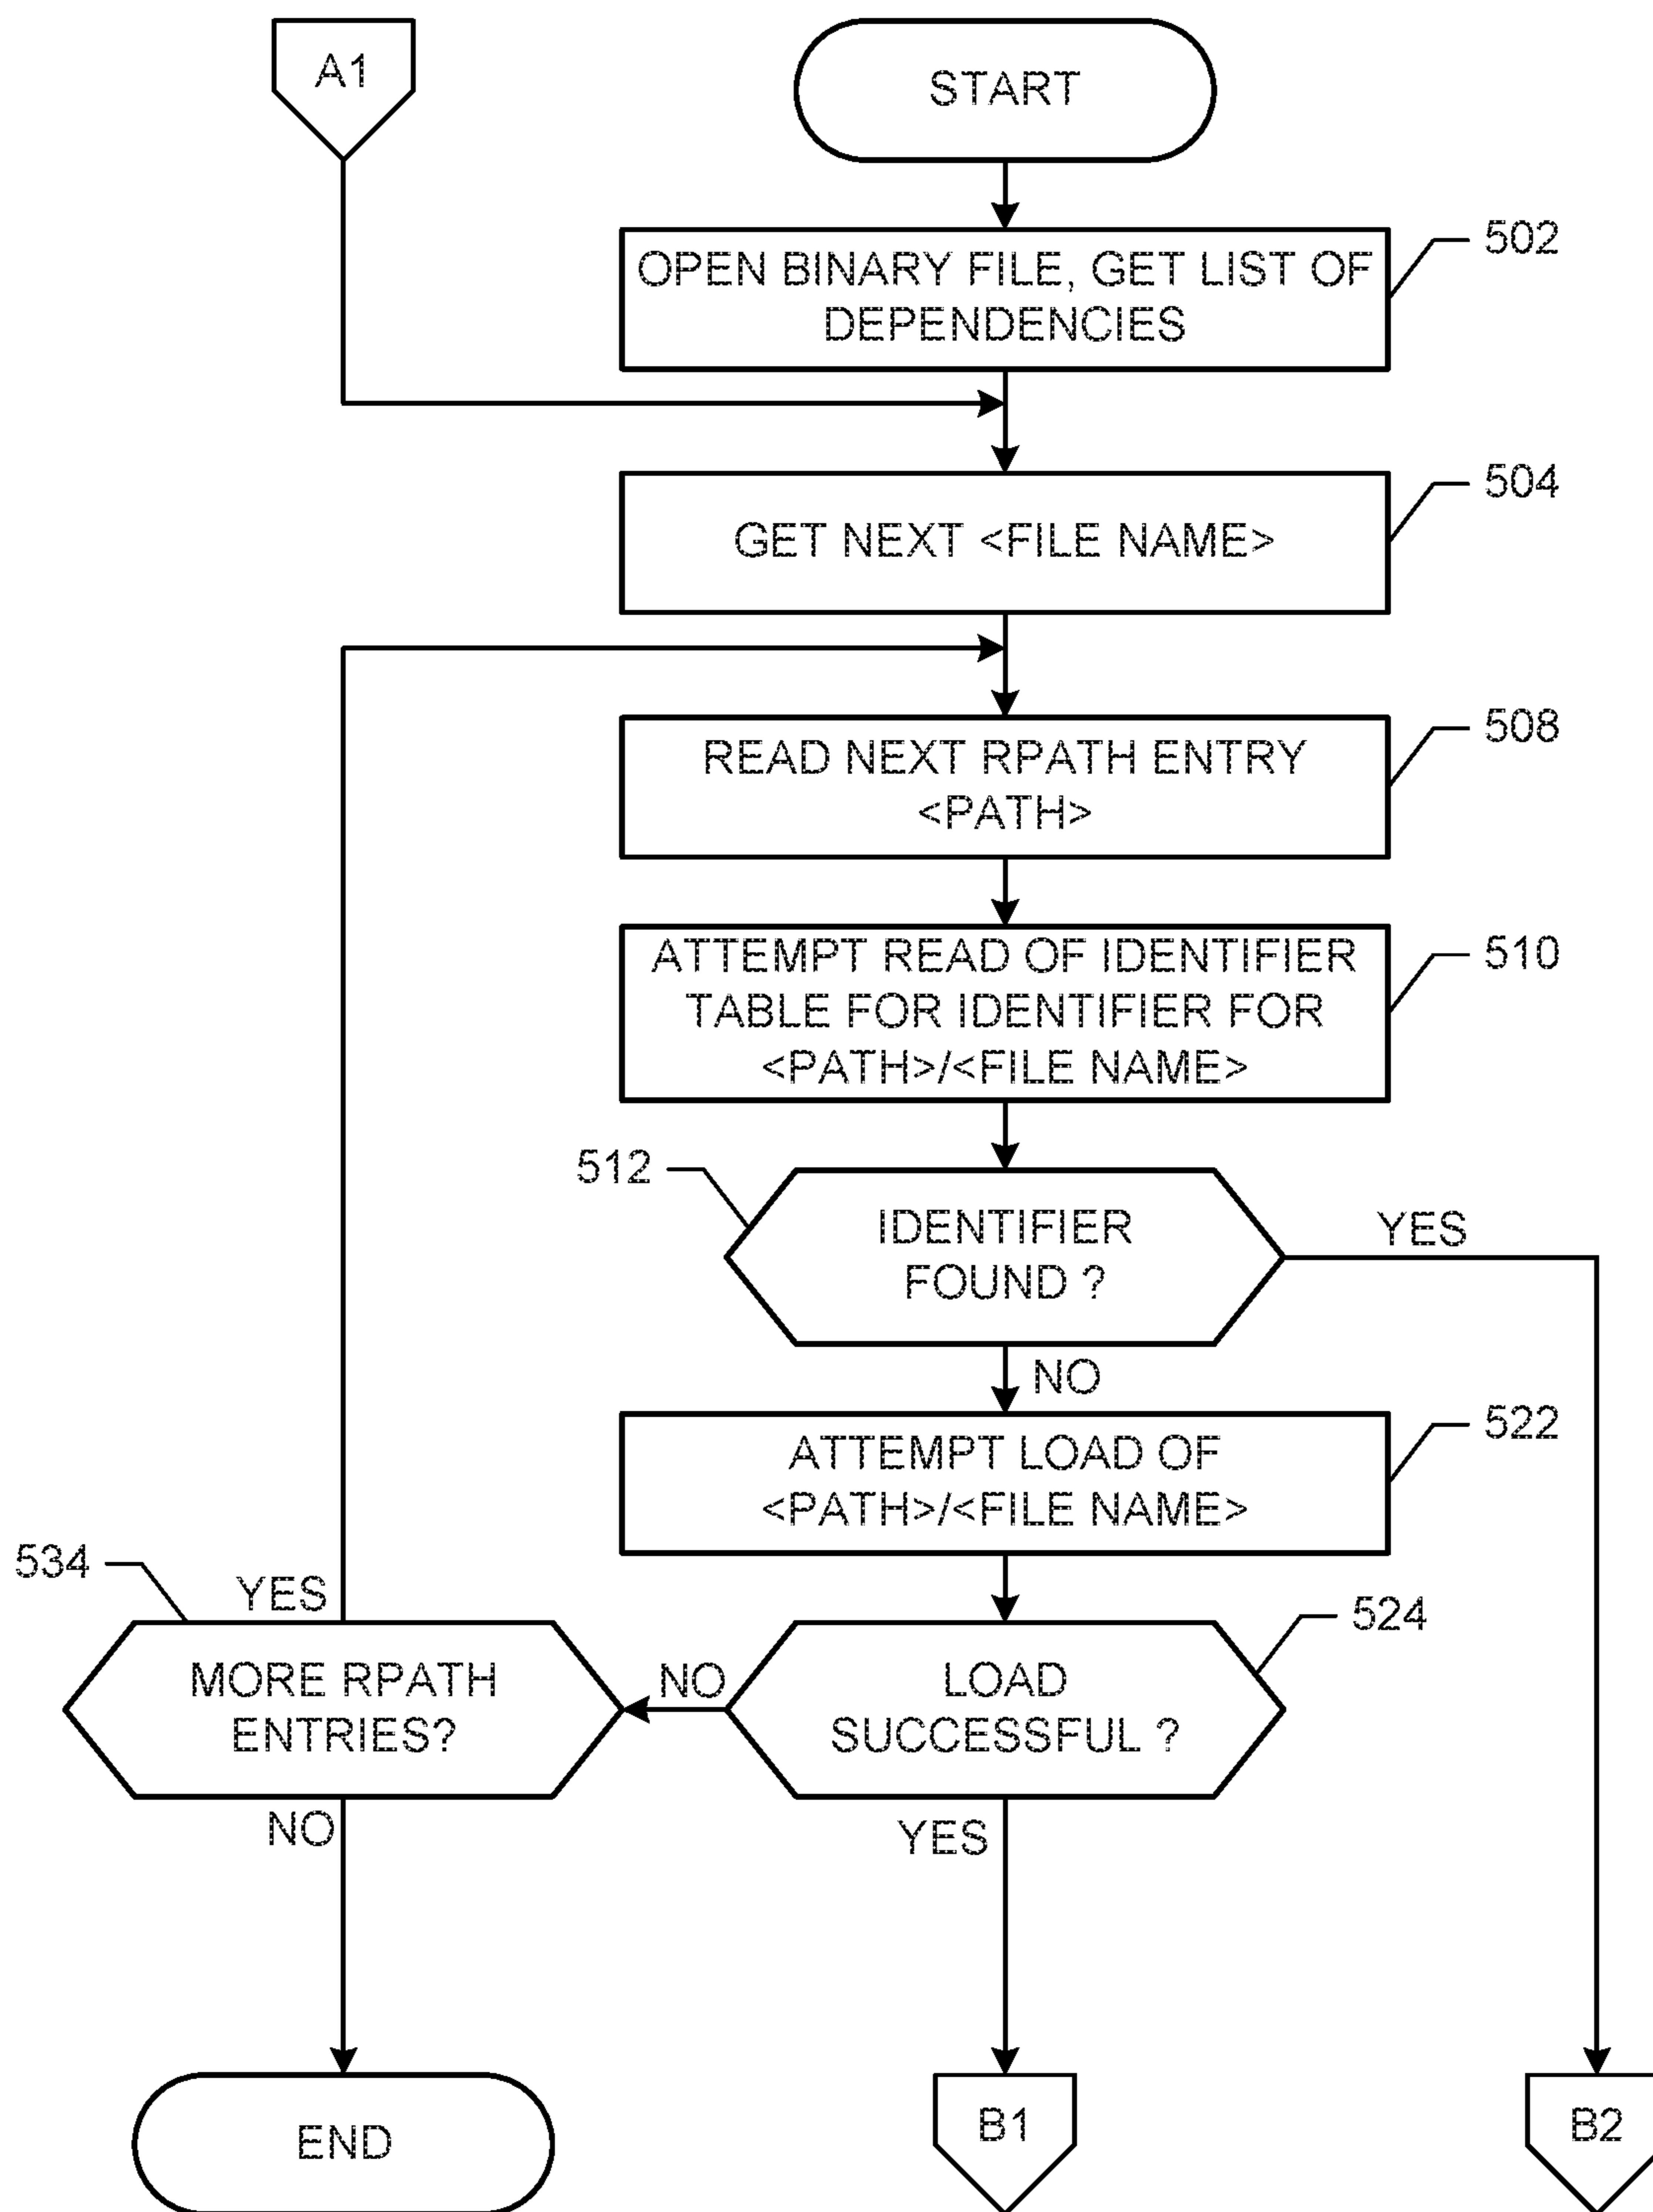 A1
START
OPEN BINARY FILE, GET LIST OF
DEPENDENCIES
502
GET NEXT <FILE NAME>
504
READ NEXT RPATH ENTRY
<PATH>
508
ATTEMPT READ OF IDENTIFIER
TABLE FOR IDENTIFIER FOR
<PATH>/<FILE NAME>
510
512
IDENTIFIER
FOUND ?
YES
NO
ATTEMPT LOAD OF
<PATH>/<FILE NAME>
522
534
YES
MORE RPATH
ENTRIES?
NO
LOAD
SUCCESSFUL ?
524
NO
YES
END
B1
B2